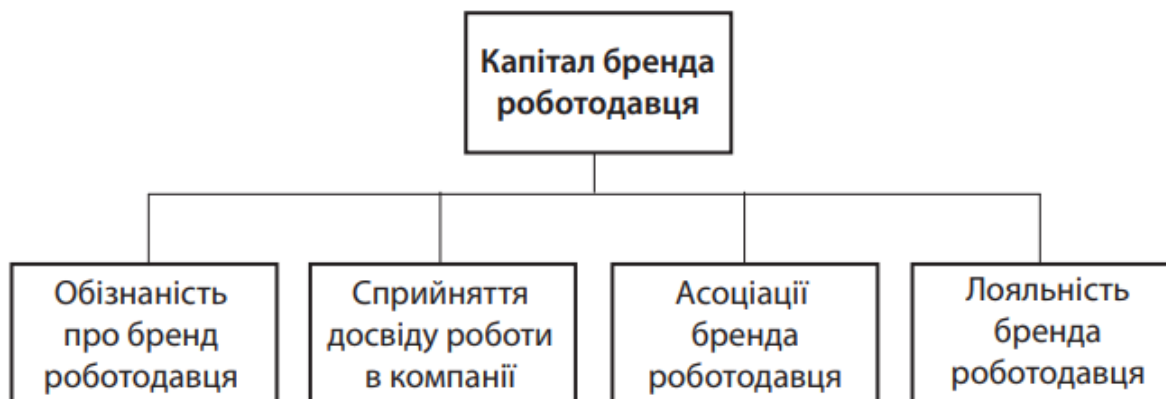 Капітал бренда
роботодавця
Обізнаність
про бренд
роботодавця
Сприйняття
досвіду роботи
в компанії
Асоціації
бренда
роботодавця
Лояльність
бренда
роботодавця